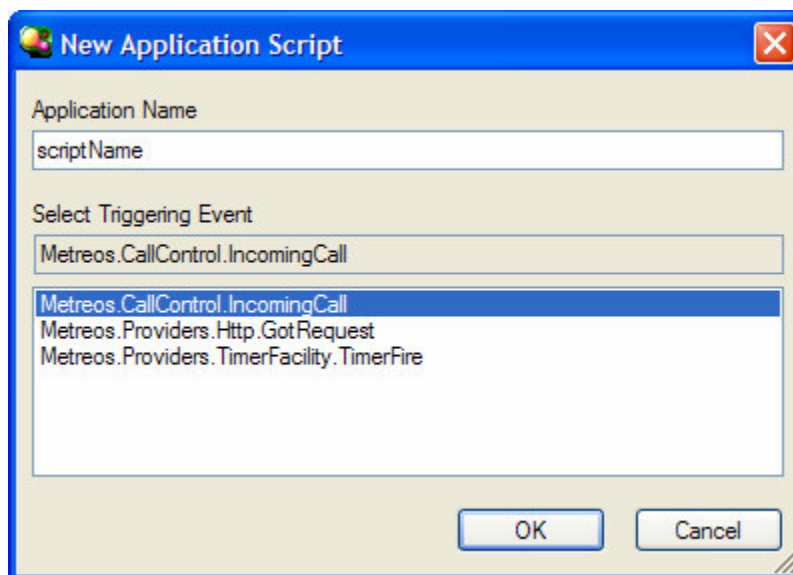 New Application Script
Application Name
scriptName
Select Triggering Event
Metreos.CallControl.IncomingCall
Metreos.CallControl.IncomingCall
Metreos.Providers.Http.GotRequest
Metreos.Providers.TimerFacility.TimerFire
OK Cancel